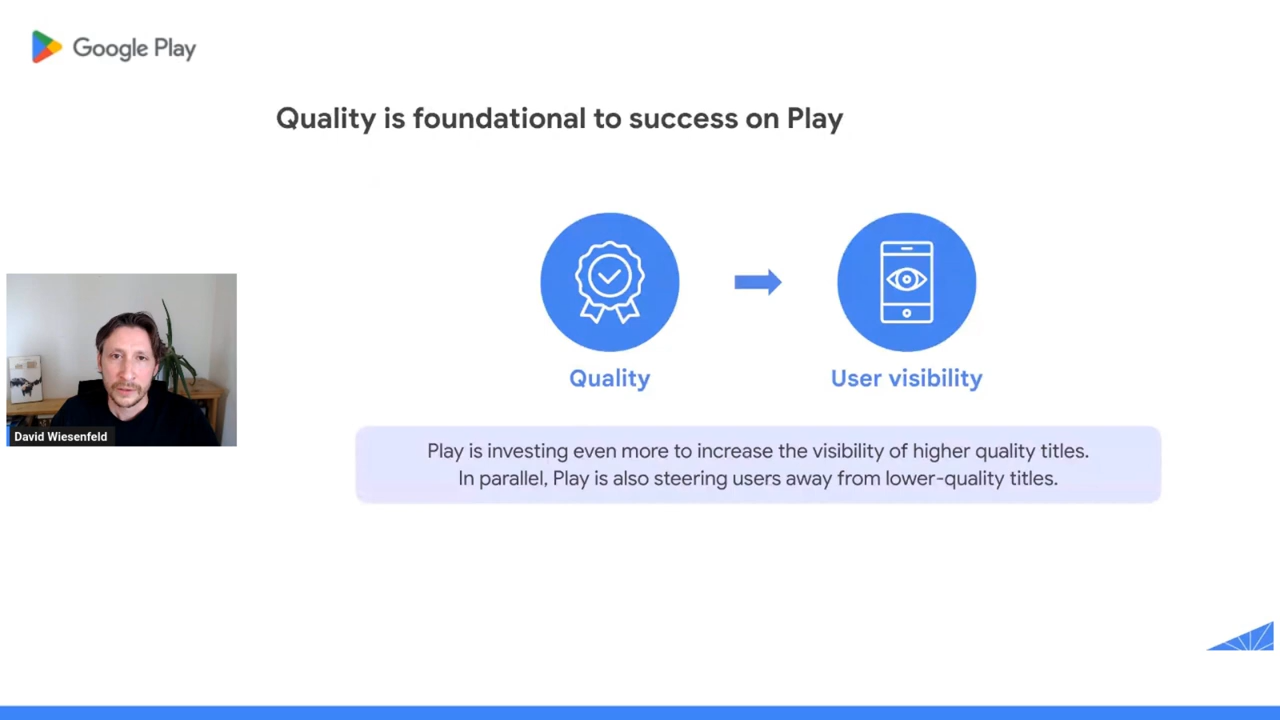 Google Play
Quality is foundational to success on Play
Quality
User visibility
David Wiesenfeld
Play is investing even more to increase the visibility of higher quality titles.
In parallel, Play is also steering users away from lower-quality titles.